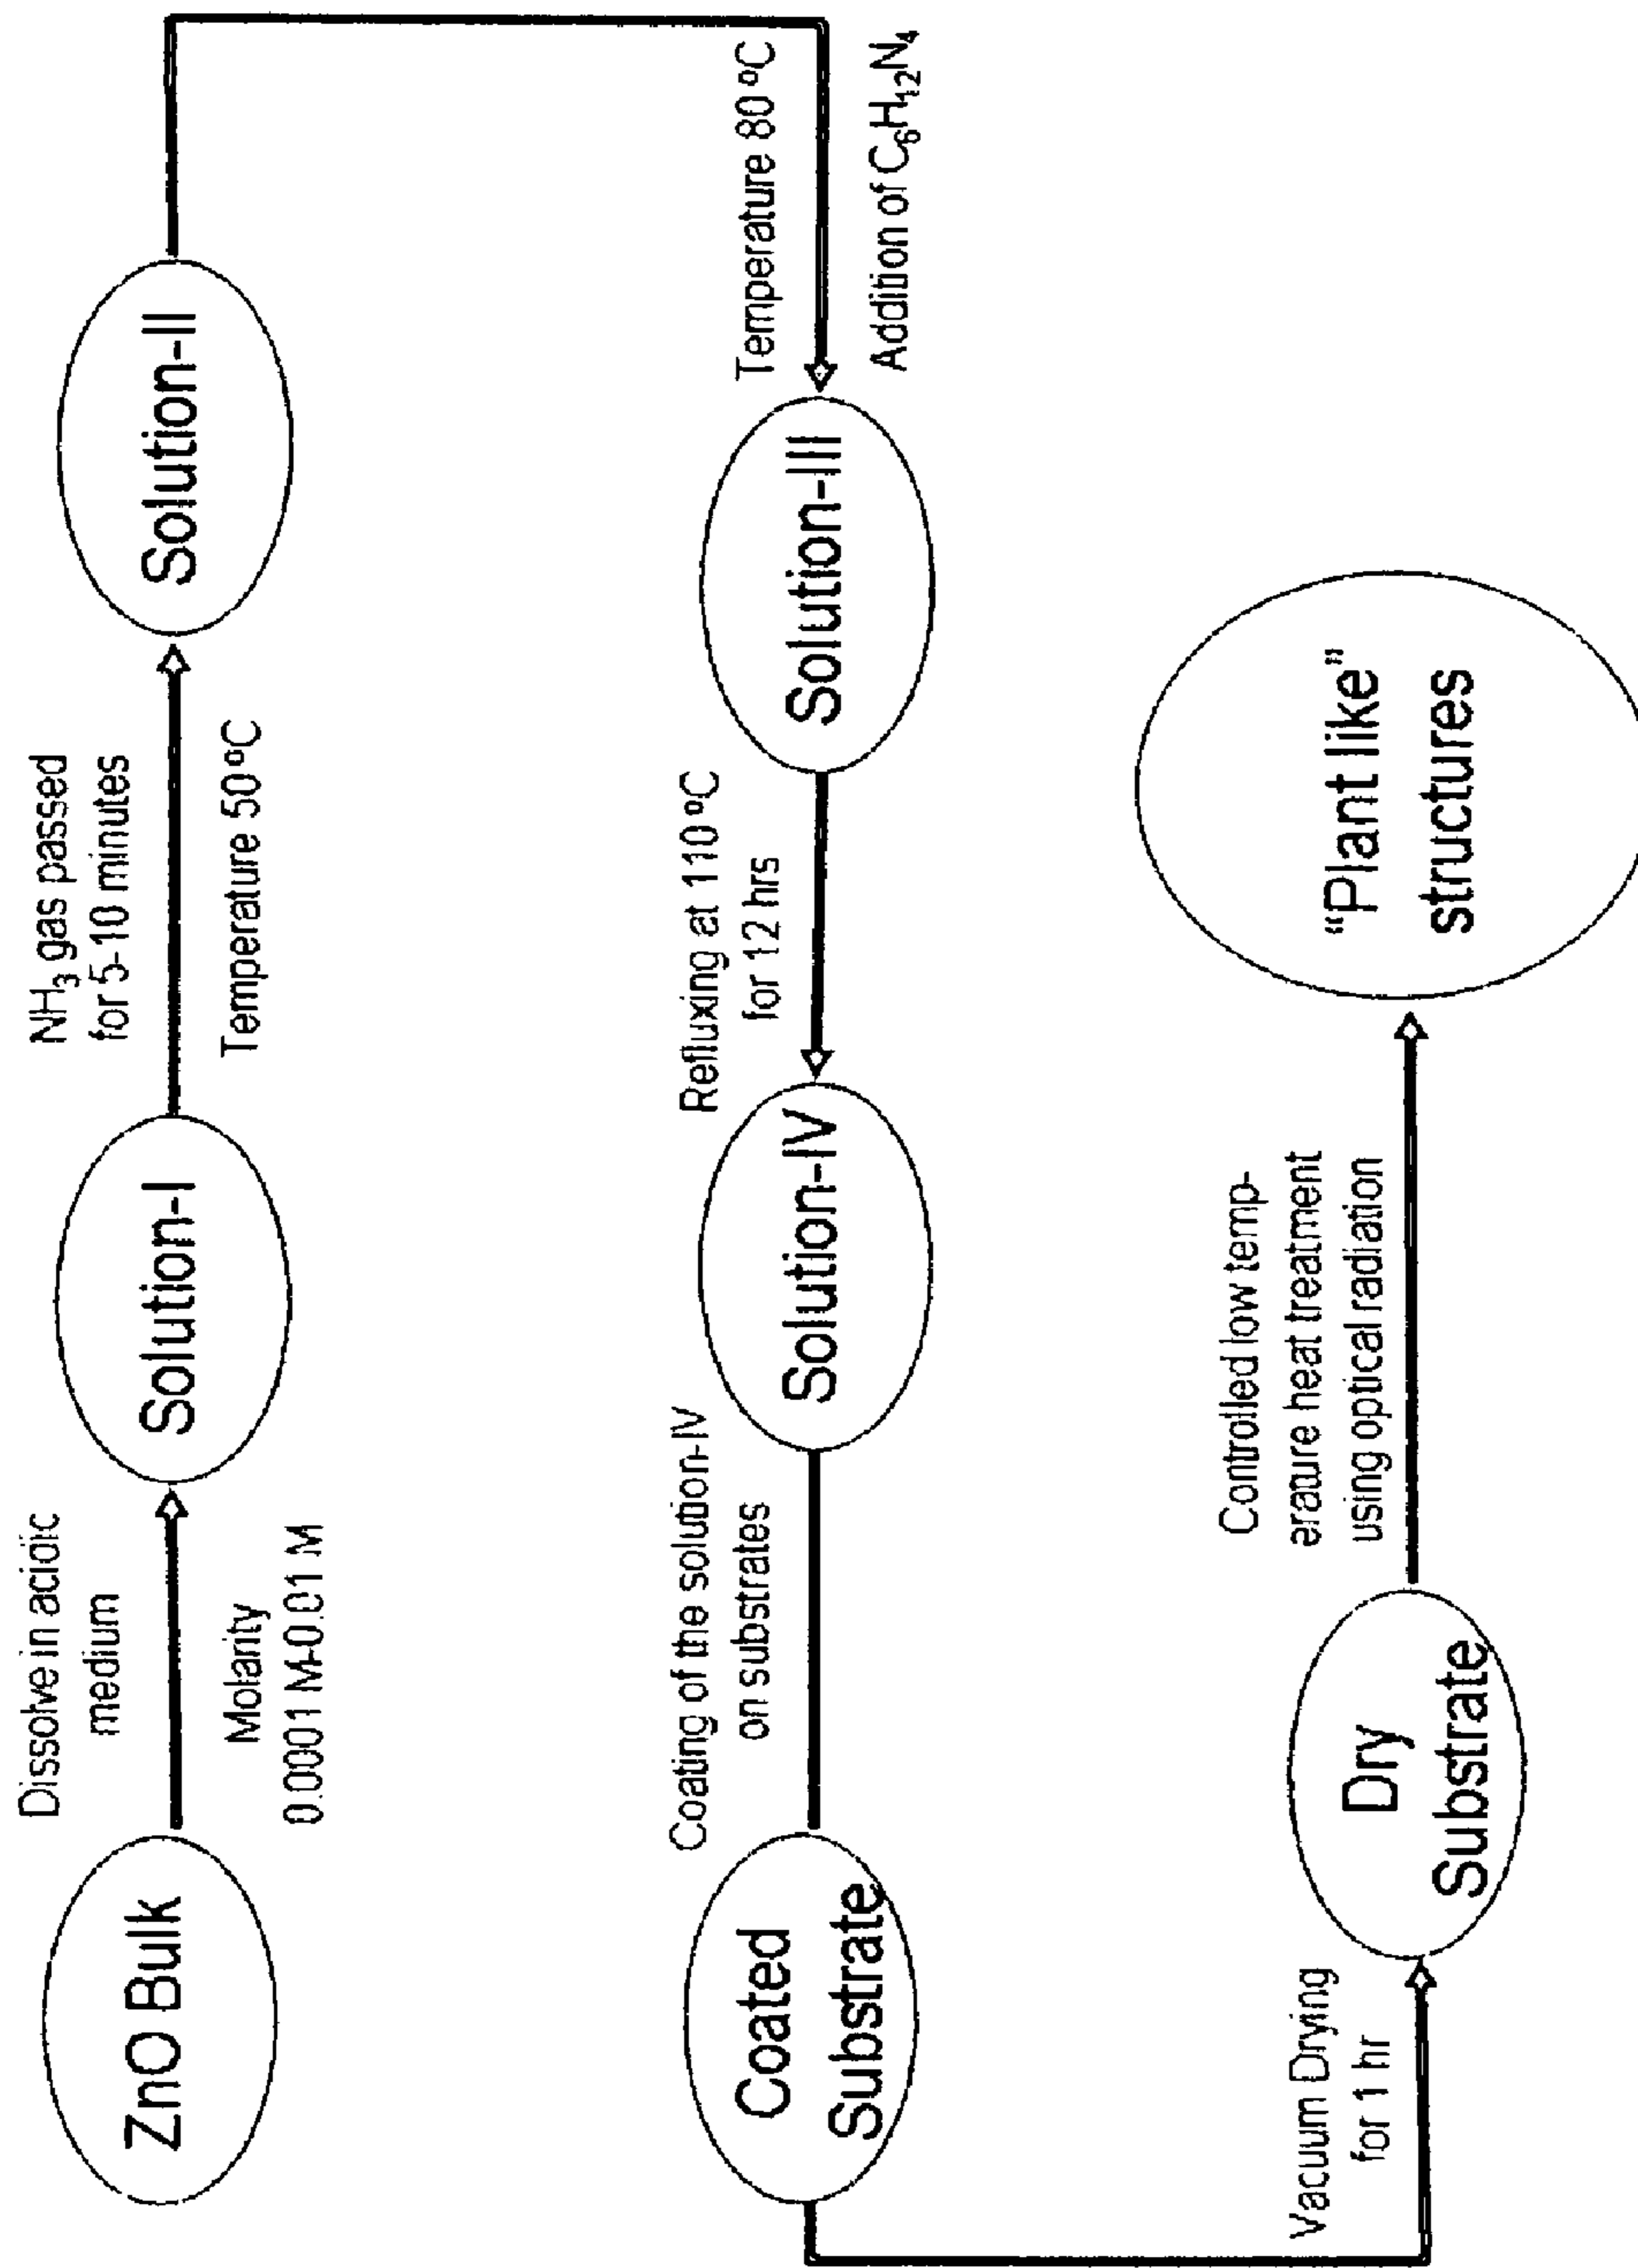 ZnO Bulk
Dissolve in acidic
medium
Molarity
0.0001 M-0.01 M
Solution-I
NH₃ gas passed
for 5-10 minutes
Temperature 50 ºC
Solution-II
Temperature 80 ºC
Addition of C₆H₁₂N₄
Solution-III
Refluxing at 110 ºC
for 12 hrs
Solution-IV
Coating of the solution-IV
on substrates
Coated
Substrate
Vacuum Drying
for 1 hr
Dry
Substrate
Controlled low temp-
erature heat treatment
using optical radiation
“Plant like”
structures